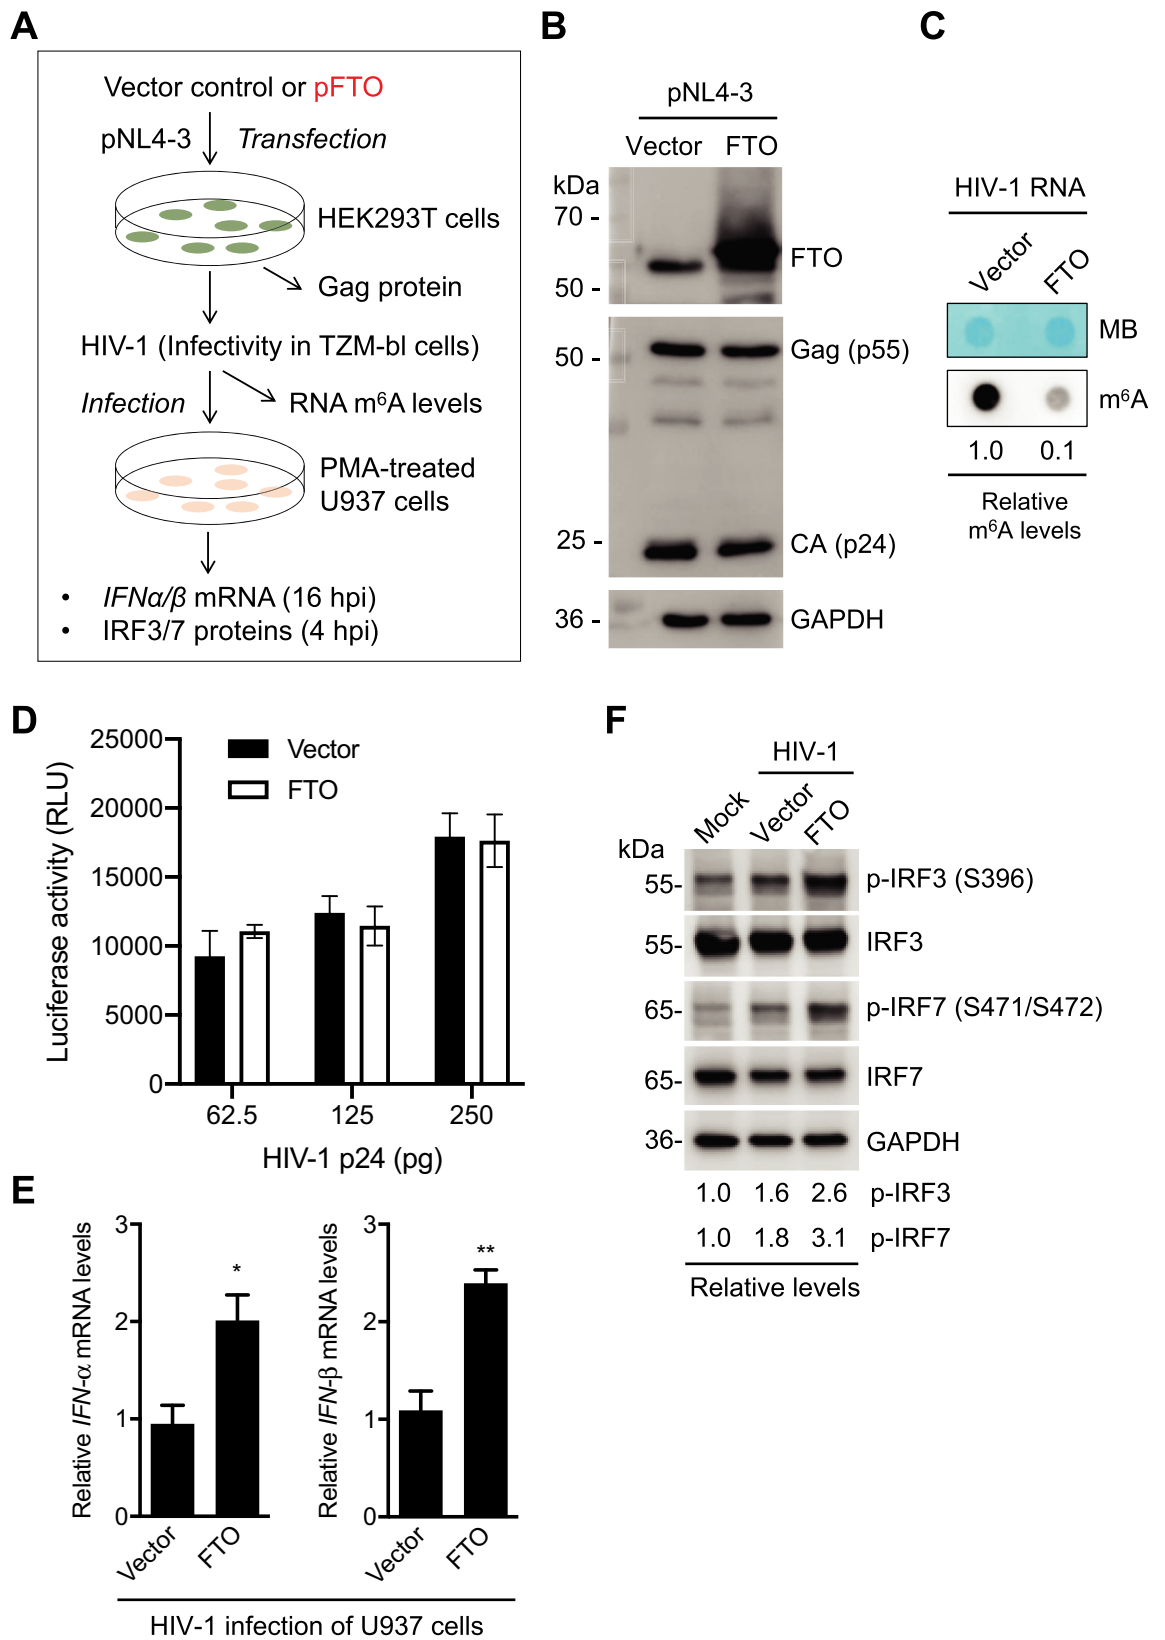 A
Vector control or pFTO
pNL4-3 Transfection
HEK293T cells
Gag protein
HIV-1 (Infectivity in TZM-bl cells)
Infection
RNA m⁶A levels
PMA-treated
U937 cells
• IFNα/β mRNA (16 hpi)
• IRF3/7 proteins (4 hpi)
B
pNL4-3
Vector FTO
kDa
70 -
FTO
50 -
50 -
Gag (p55)
25 -
CA (p24)
36 -
GAPDH
C
HIV-1 RNA
Vector FTO
MB
m⁶A
1.0 0.1
Relative
m⁶A levels
D
Luciferase activity (RLU)
25000
20000
15000
10000
5000
0
Vector
FTO
62.5 125 250
HIV-1 p24 (pg)
E
Relative IFN-α mRNA levels
3
2
1
0
*
Vector FTO
Relative IFN-β mRNA levels
3
2
1
0
**
Vector FTO
HIV-1 infection of U937 cells
F
HIV-1
Mock Vector FTO
kDa
55- p-IRF3 (S396)
55- IRF3
65- p-IRF7 (S471/S472)
65- IRF7
36- GAPDH
1.0 1.6 2.6 p-IRF3
1.0 1.8 3.1 p-IRF7
Relative levels